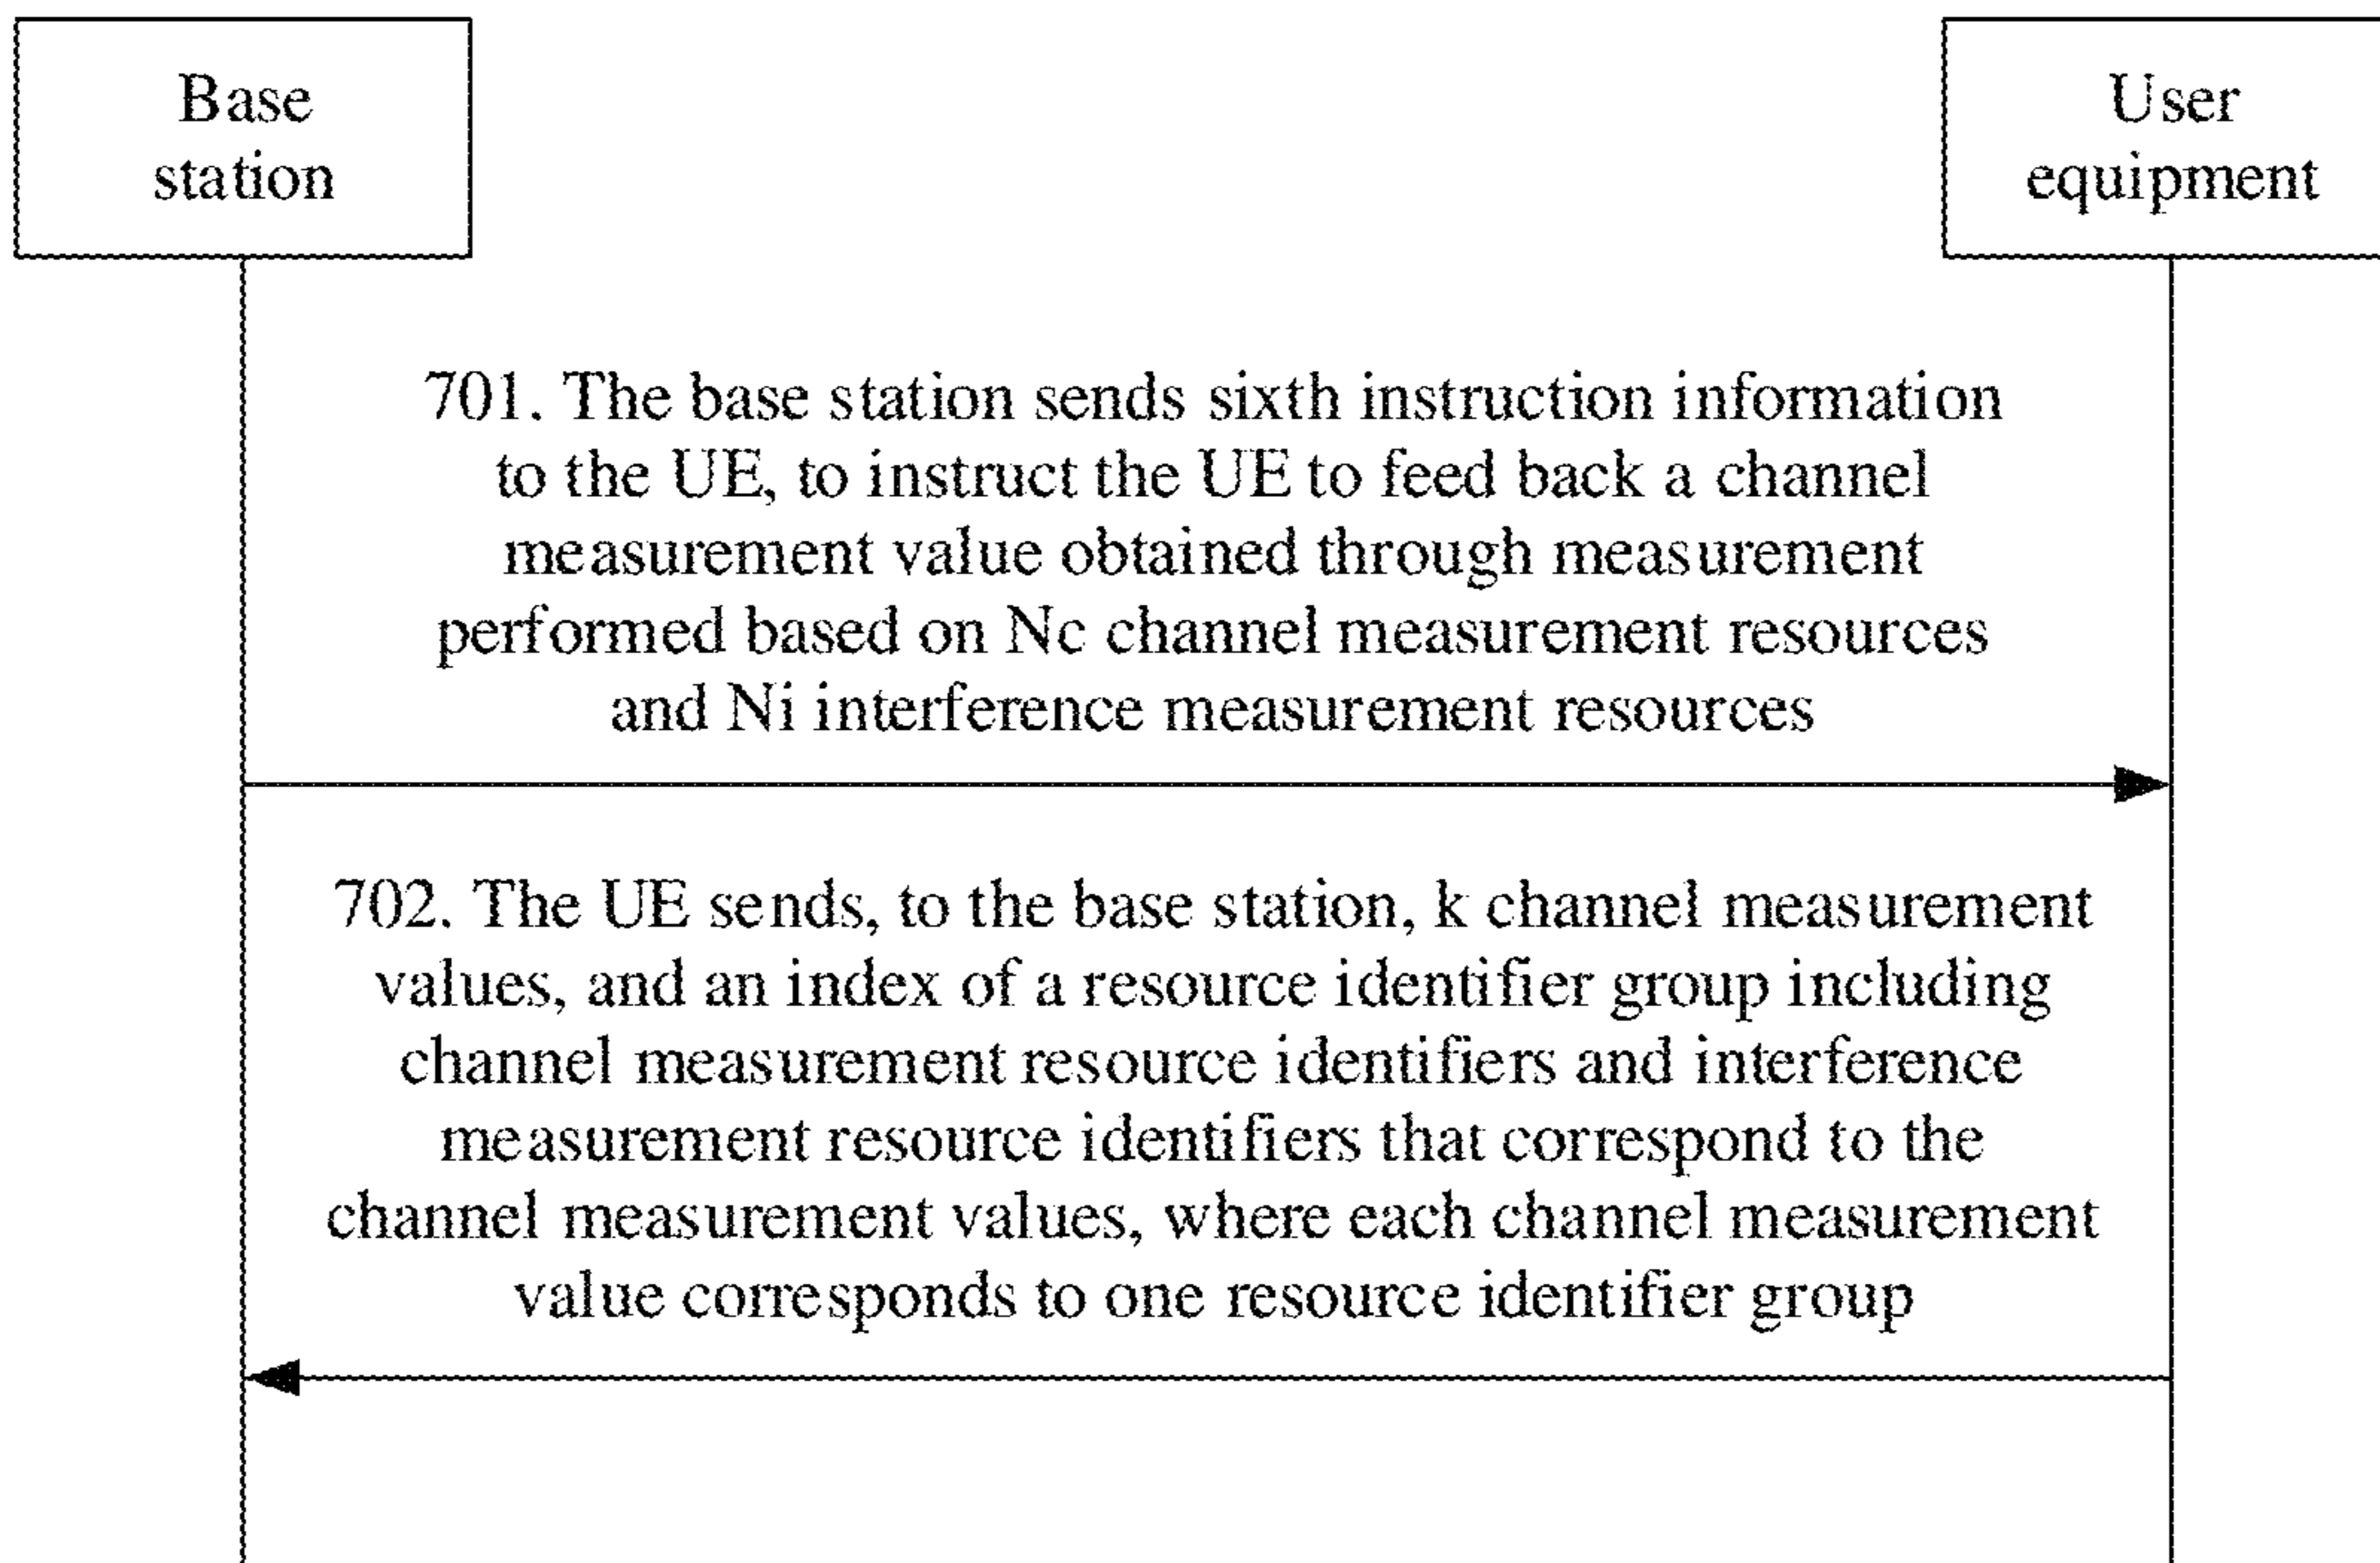 Base
station
User
equipment
701. The base station sends sixth instruction information
to the UE, to instruct the UE to feed back a channel
measurement value obtained through measurement
performed based on Nc channel measurement resources
and Ni interference measurement resources
702. The UE sends, to the base station, k channel measurement
values, and an index of a resource identifier group including
channel measurement resource identifiers and interference
measurement resource identifiers that correspond to the
channel measurement values, where each channel measurement
value corresponds to one resource identifier group